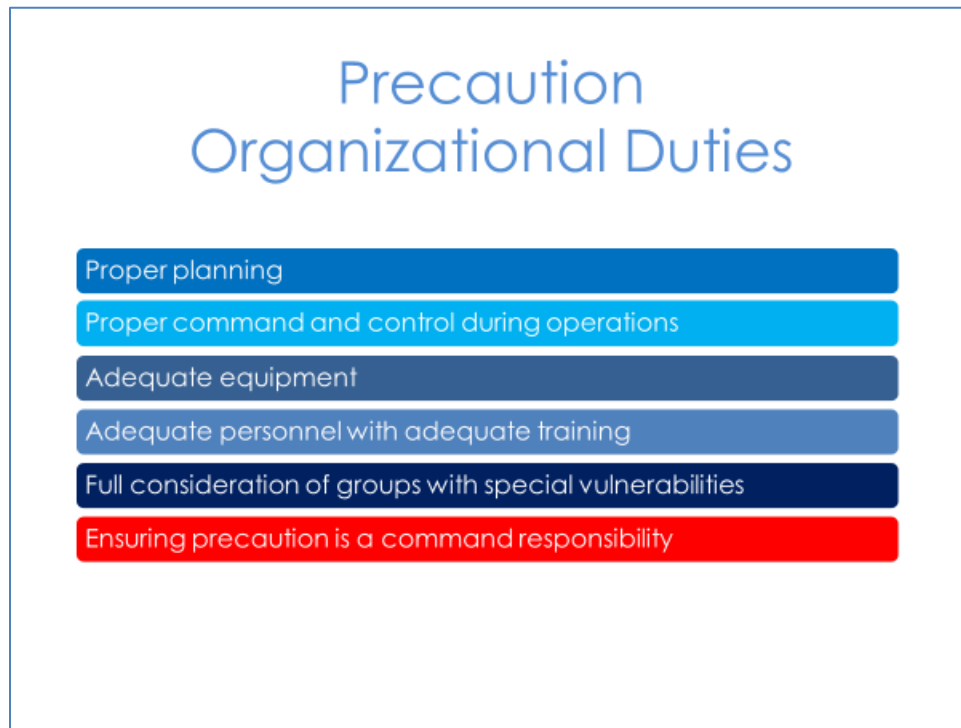 Precaution
Organizational Duties
Proper planning
Proper command and control during operations
Adequate equipment
Adequate personnel with adequate training
Full consideration of groups with special vulnerabilities
Ensuring precaution is a command responsibility